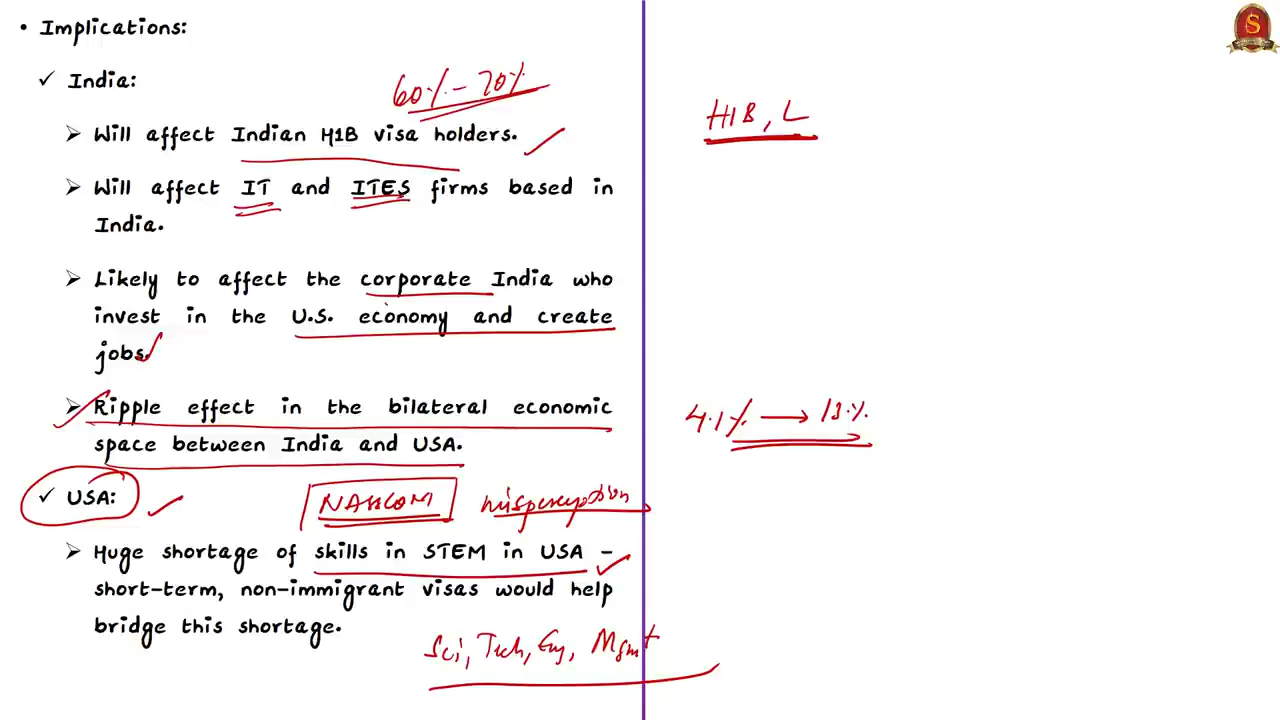 • Implications:
✓ India:
60% - 70%
➢ Will affect Indian H1B visa holders.
➢ Will affect IT and ITES firms based in
India.
➢ Likely to affect the corporate India who
invest in the U.S. economy and create
jobs.
➢ Ripple effect in the bilateral economic
space between India and USA.
✓ USA:
NASSCOM misperception
➢ Huge shortage of skills in STEM in USA –
short-term, non-immigrant visas would help
bridge this shortage.
Sci, Tech, Eng, Mgmt
H1B, L
4.1% → 13%
S